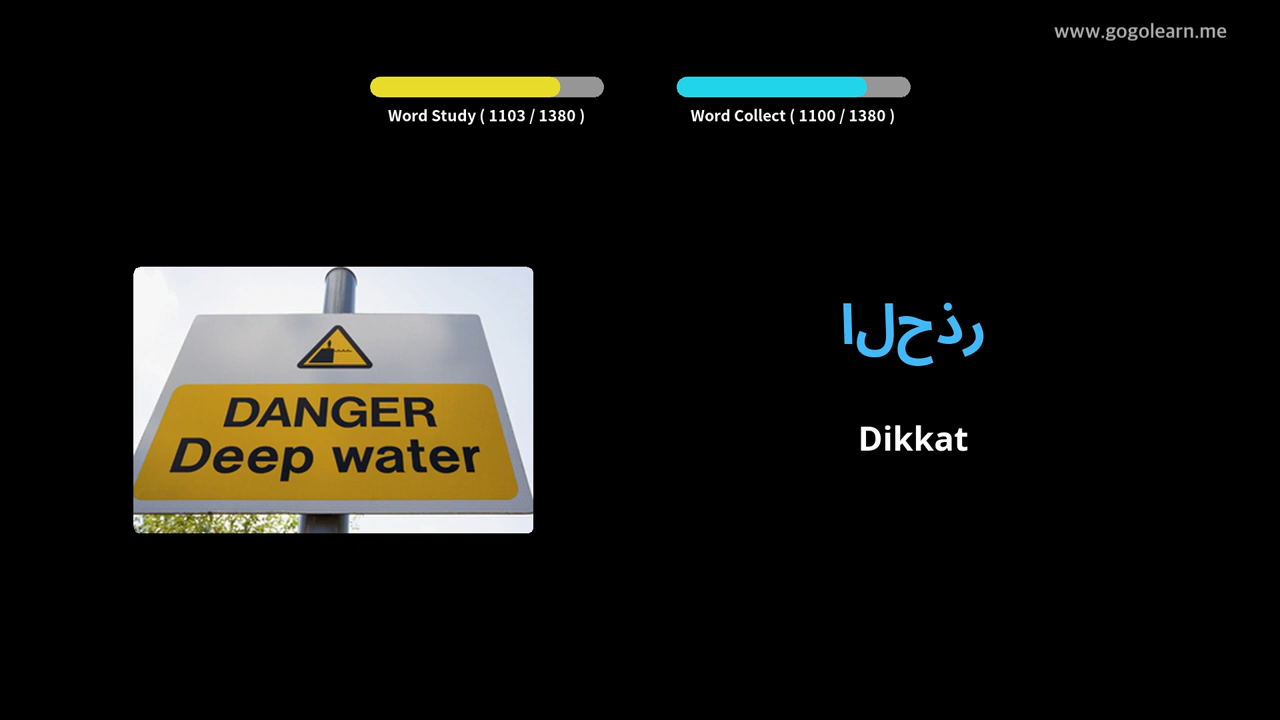 www.gogolearn.me
Word Study ( 1103 / 1380 )
Word Collect ( 1100 / 1380 )
DANGER
Deep water
الحذر
Dikkat